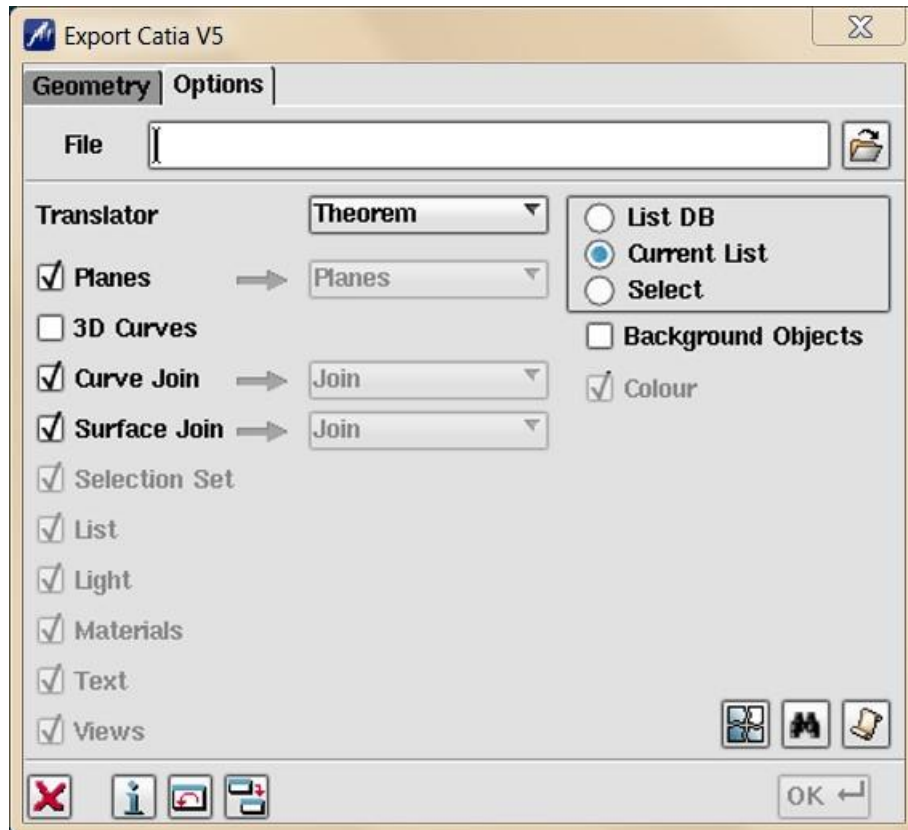 Export Catia V5
Geometry Options
File
Translator Theorem List DB
Current List
Planes Planes Select
3D Curves Background Objects
Curve Join Join Colour
Surface Join Join
Selection Set
List
Light
Materials
Text
Views
OK